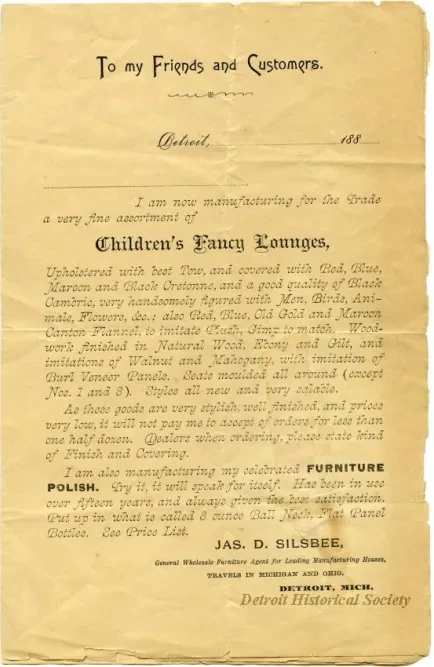 To my Friends and Customers.
Detroit, 188
I am now manufacturing for the Trade
a very fine assortment of
Children's Fancy Lounges,
Upholstered with best Tow, and covered with Red, Blue,
Maroon and Black Cretonne, and a good quality of Black
Cambric, very handsomely figured with Men, Birds, Ani-
mals, Flowers, &c.; also Red, Blue, Old Gold and Maroon
Canton Flannel, to imitate Plush, Gimp to match. Wood-
work finished in Natural Wood, Ebony and Gilt, and
imitations of Walnut and Mahogany, with imitation of
Burl Veneer Panels. Seats moulded all around (except
Nos. 1 and 8). Styles all new and very salable.
As these goods are very stylish, well finished, and prices
very low, it will not pay me to accept of orders for less than
one half dozen. Dealers when ordering, please state kind
of Finish and Covering.
I am also manufacturing my celebrated FURNITURE
POLISH. Try it, it will speak for itself. Has been in use
over fifteen years, and always given the best satisfaction.
Put up in what is called 8 ounce Ball Neck, Flat Panel
Bottles. See Price List.
JAS. D. SILSBEE,
General Wholesale Furniture Agent for Leading Manufacturing Houses,
TRAVELS IN MICHIGAN AND OHIO.
DETROIT, MICH.
Detroit Historical Society